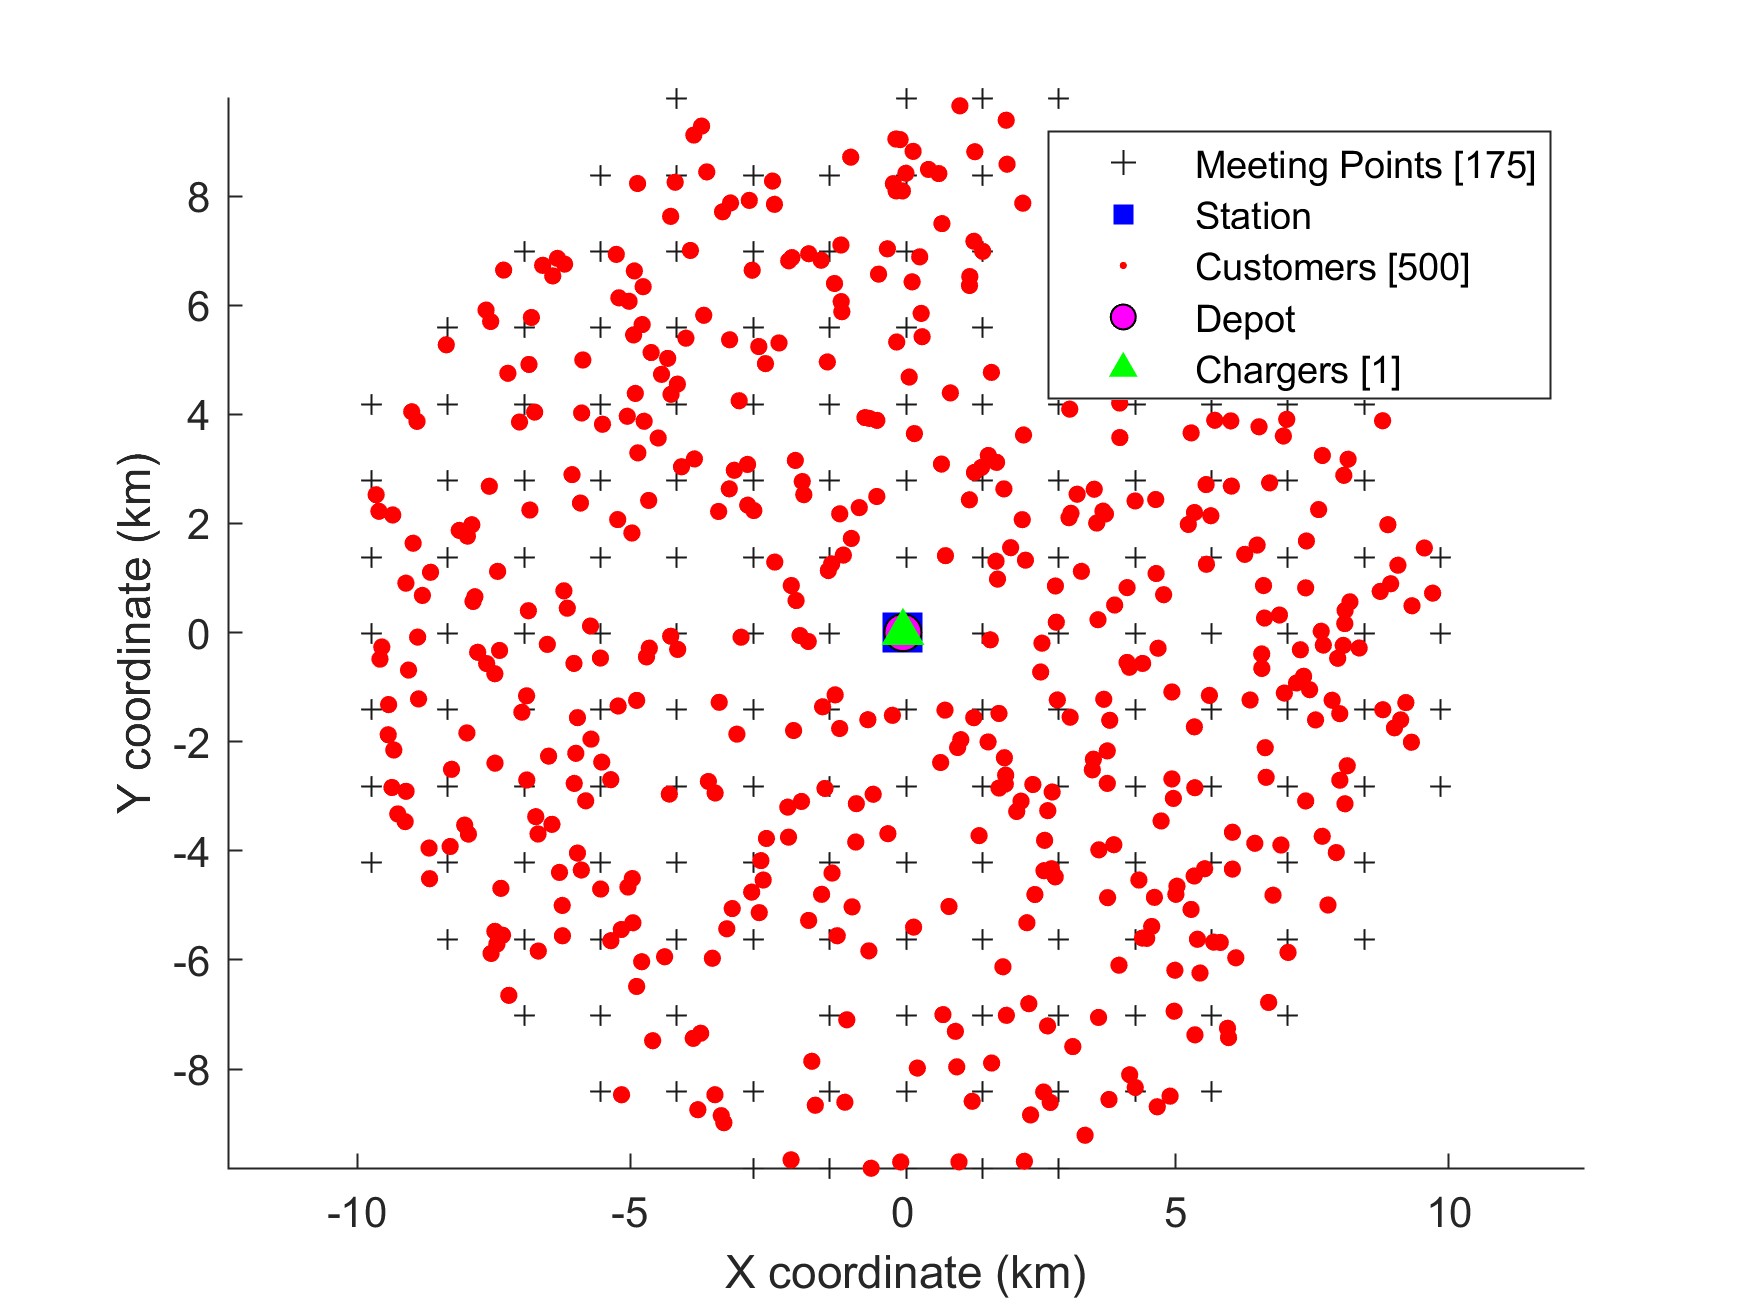 Meeting Points [175]
Station
Customers [500]
Depot
Chargers [1]
8
6
4
2
0
-2
-4
-6
-8
Y coordinate (km)
-10 -5 0 5 10
X coordinate (km)